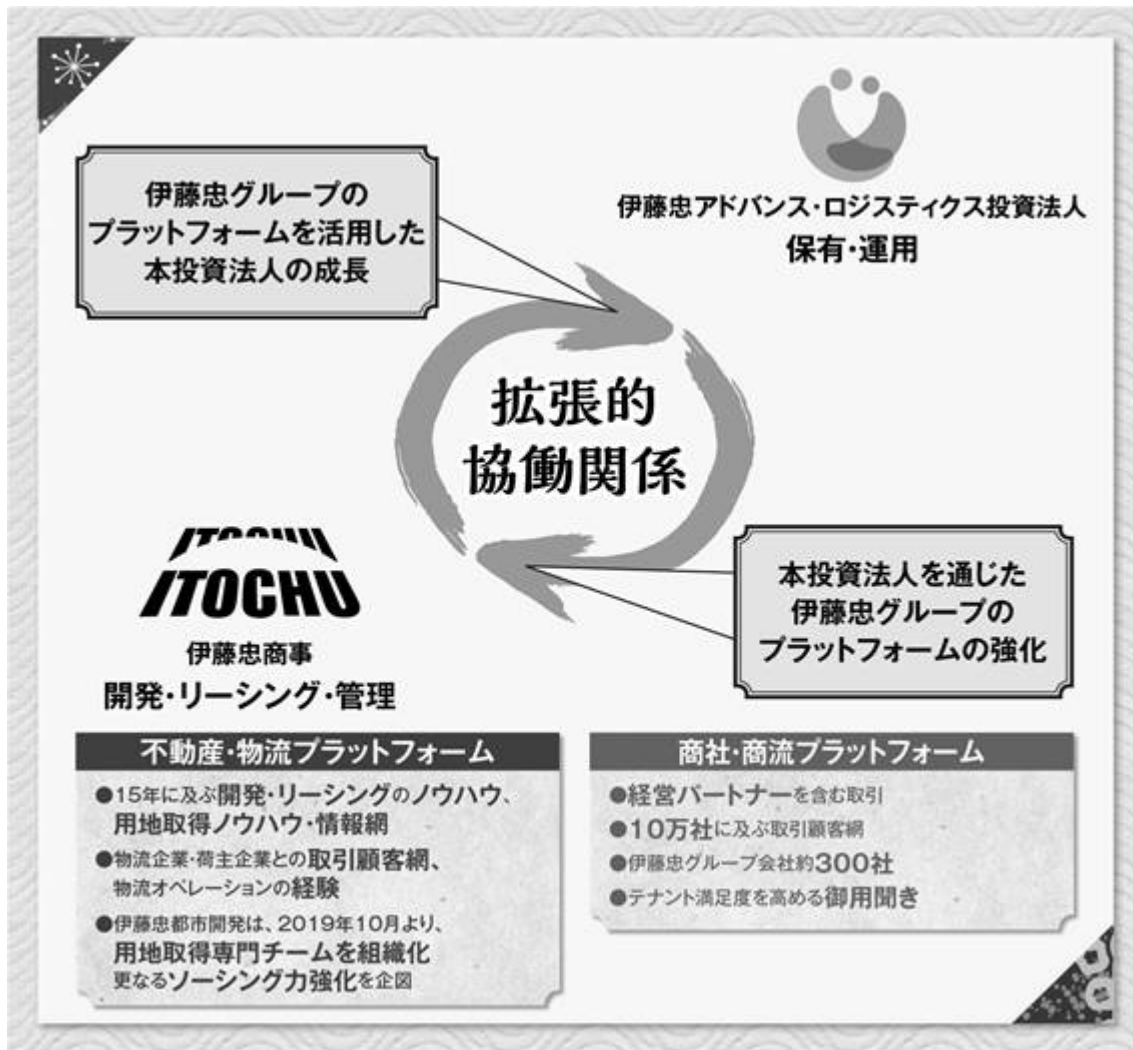 伊藤忠グループの
プラットフォームを活用した
本投資法人の成長
伊藤忠アドバンス・ロジスティクス投資法人
保有・運用
拡張的
協働関係
ITOCHU
ITOCHU
伊藤忠商事
開発・リーシング・管理
本投資法人を通じた
伊藤忠グループの
プラットフォームの強化
不動産・物流プラットフォーム
●15年に及ぶ開発・リーシングのノウハウ、
用地取得ノウハウ・情報網
●物流企業・荷主企業との取引顧客網、
物流オペレーションの経験
●伊藤忠都市開発は、2019年10月より、
用地取得専門チームを組織化
更なるソーシング力強化を企図
商社・商流プラットフォーム
●経営パートナーを含む取引
●10万社に及ぶ取引顧客網
●伊藤忠グループ会社約300社
●テナント満足度を高める御用聞き